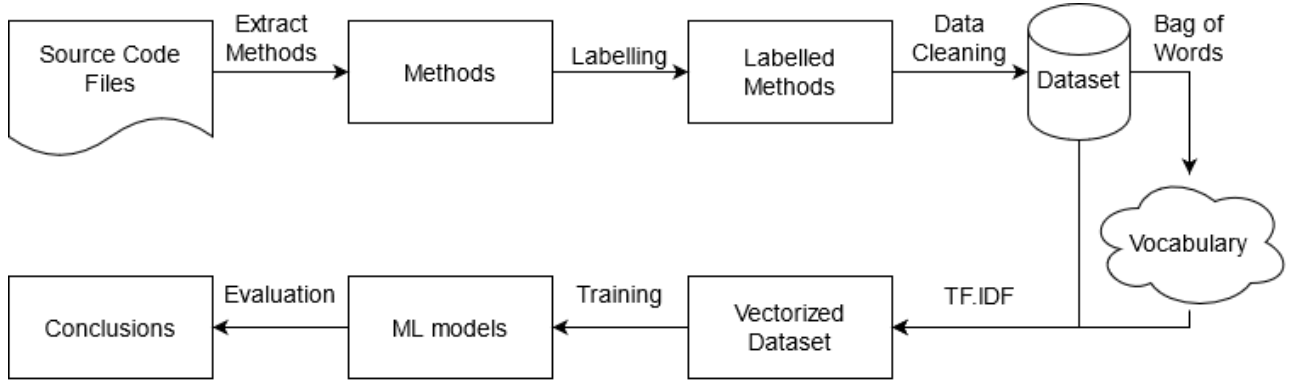 Source Code
Files
Extract
Methods
Methods
Labelling
Labelled
Methods
Data
Cleaning
Dataset
Bag of
Words
Vocabulary
TF.IDF
Vectorized
Dataset
Training
ML models
Evaluation
Conclusions